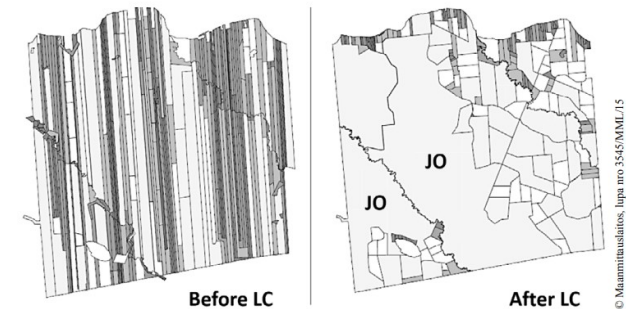 JO
JO
Before LC
After LC
© Maanmittauslaitos, lupa nro 3545/MML/15